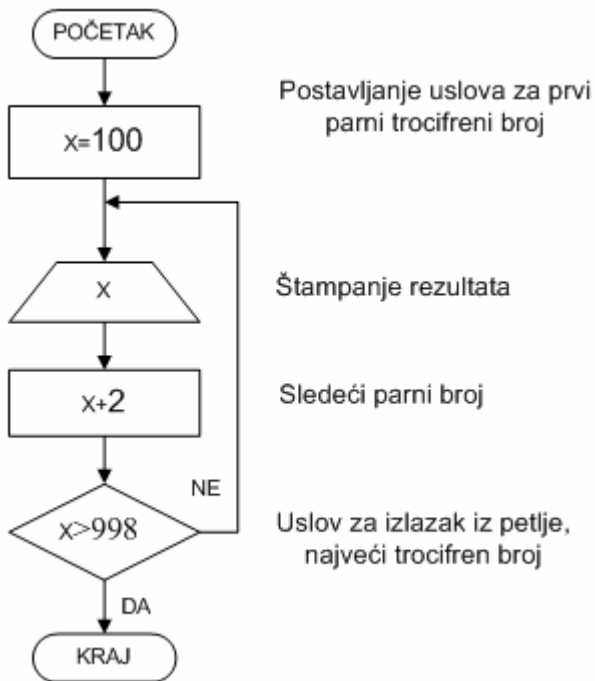 POČETAK
Postavljanje uslova za prvi
parni trocifreni broj
x=100
x
Štampanje rezultata
x+2
Sledeći parni broj
NE
x>998
Uslov za izlazak iz petlje,
najveći trocifren broj
DA
KRAJ